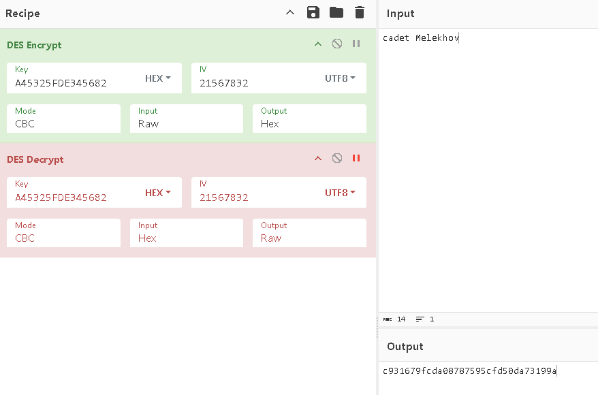 Recipe
DES Encrypt
Key
A45325FDE345682
HEX
IV
21567832
UTF8
Mode
CBC
Input
Raw
Output
Hex
DES Decrypt
Key
A45325FDE345682
HEX
IV
21567832
UTF8
Mode
CBC
Input
Hex
Output
Raw
Input
cadet Melekhov
14
1
Output
c931679fcda08787595cfd50da73199a